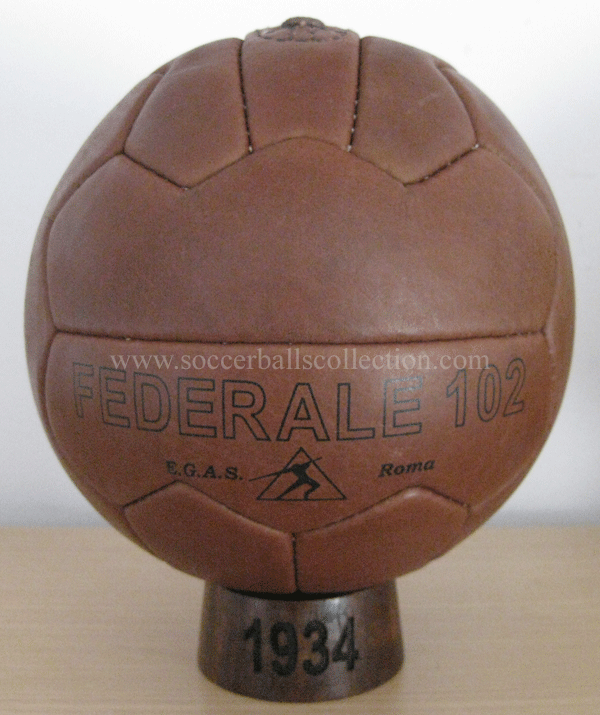 www.soccerballscollection.com
FEDERALE 102
E.G.A.S. Roma
1934